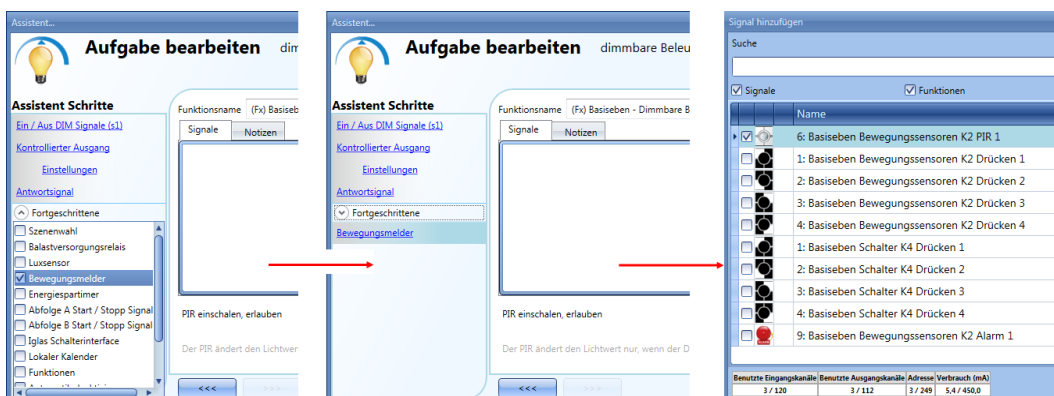 Assistent...
Aufgabe bearbeiten dim
Assistent Schritte
Ein / Aus DIM Signale (s1)
Kontrollierter Ausgang
Einstellungen
Antwortsignal
Fortgeschrittene
Szenenwahl
Balastversorgungsrelais
Luxsensor
Bewegungsmelder
Energiespartimer
Abfolge A Start / Stopp Signal
Abfolge B Start / Stopp Signal
Iglas Schalterinterface
Lokaler Kalender
Funktionen
Funktionsname (Fx) Basiseb
Signale Notizen
PIR einschalten, erlauben
Der PIR ändert den Lichtwer
<<< >>>
Assistent...
Aufgabe bearbeiten dimmbare Beleu
Assistent Schritte
Ein / Aus DIM Signale (s1)
Kontrollierter Ausgang
Einstellungen
Antwortsignal
Fortgeschrittene
Bewegungsmelder
Funktionsname (Fx) Basiseben - Dimmbare B
Signale Notizen
PIR einschalten, erlauben
Der PIR ändert den Lichtwert nur, wenn der D
<<< >>>
Signal hinzufügen
Suche
Signale Funktionen
Name
6: Basiseben Bewegungssensoren K2 PIR 1
1: Basiseben Bewegungssensoren K2 Drücken 1
2: Basiseben Bewegungssensoren K2 Drücken 2
3: Basiseben Bewegungssensoren K2 Drücken 3
4: Basiseben Bewegungssensoren K2 Drücken 4
1: Basiseben Schalter K4 Drücken 1
2: Basiseben Schalter K4 Drücken 2
3: Basiseben Schalter K4 Drücken 3
4: Basiseben Schalter K4 Drücken 4
9: Basiseben Bewegungssensoren K2 Alarm 1
Benutzte Eingangskanäle Benutzte Ausgangskanäle Adresse Verbrauch (mA)
3 / 120 3 / 112 3 / 249 5,4 / 450,0